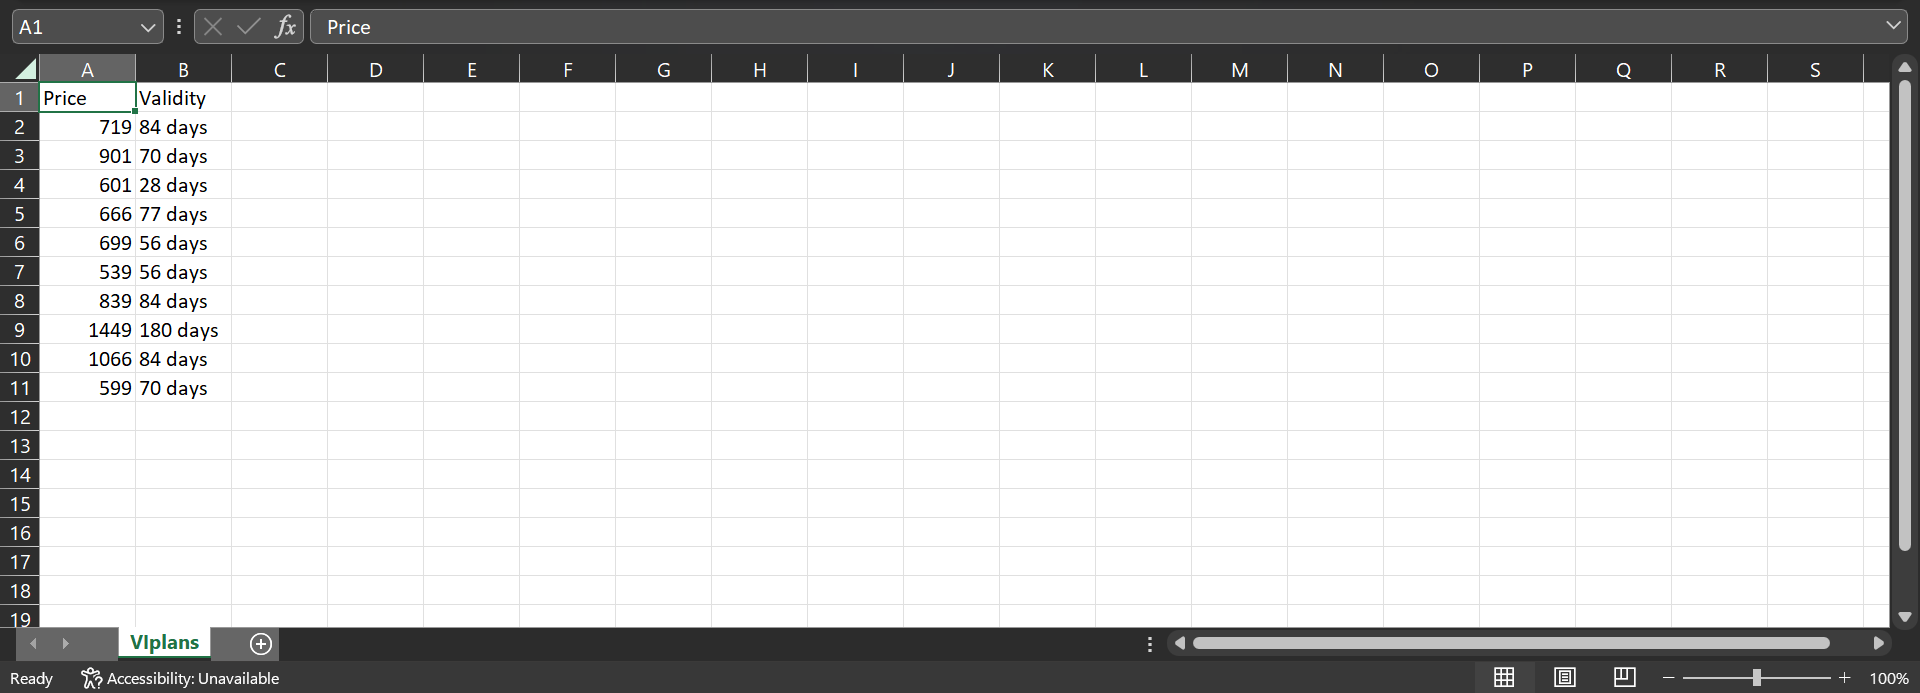 A1 fx Price
A B C D E F G H I J K L M N O P Q R S
1 Price Validity
2 719 84 days
3 901 70 days
4 601 28 days
5 666 77 days
6 699 56 days
7 539 56 days
8 839 84 days
9 1449 180 days
10 1066 84 days
11 599 70 days
12
13
14
15
16
17
18
19
VIplans
Ready Accessibility: Unavailable 100%